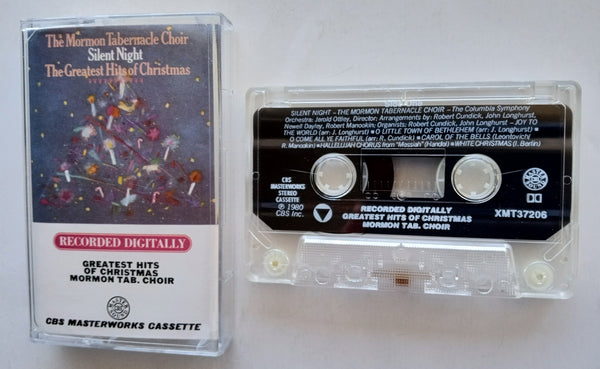 The Mormon Tabernacle Choir
Silent Night
The Greatest Hits of Christmas
RECORDED DIGITALLY
GREATEST HITS
OF CHRISTMAS
MORMON TAB. CHOIR
CBS MASTERWORKS CASSETTE
SILENT NIGHT – THE MORMON TABERNACLE CHOIR – The Columbia Symphony
Orchestra: Jerold Ottley, Director: Arrangements by: Robert Cundick, John Longhurst,
Newell Dayley, Robert Manookin; Organists: Robert Cundick, John Longhurst – JOY TO
THE WORLD (arr: J. Longhurst) • O LITTLE TOWN OF BETHLEHEM (arr: J. Longhurst) •
O COME ALL YE FAITHFUL (arr: R. Cundick) • CAROL OF THE BELLS (Leontovich/
R. Manookin) • HALLELUJAH CHORUS from "Messiah" (Handel) • WHITE CHRISTMAS (I. Berlin)
CBS
MASTERWORKS
STEREO
CASSETTE
℗ 1980
CBS Inc.
XMT37206
RECORDED DIGITALLY
GREATEST HITS OF CHRISTMAS
MORMON TAB. CHOIR